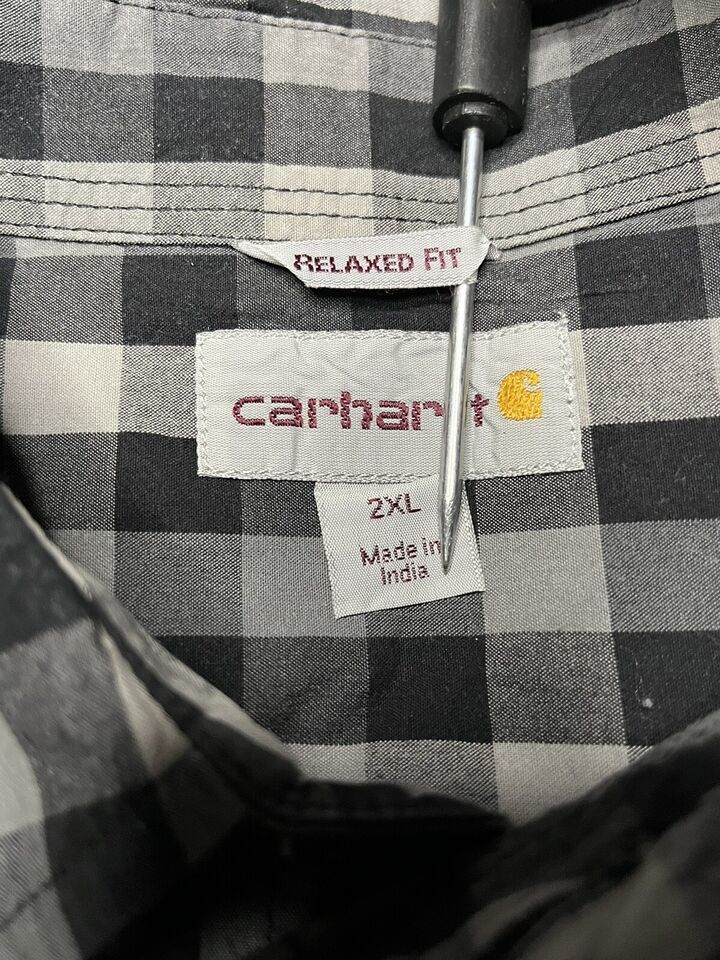 RELAXED FIT
carhartt
2XL
Made in
India